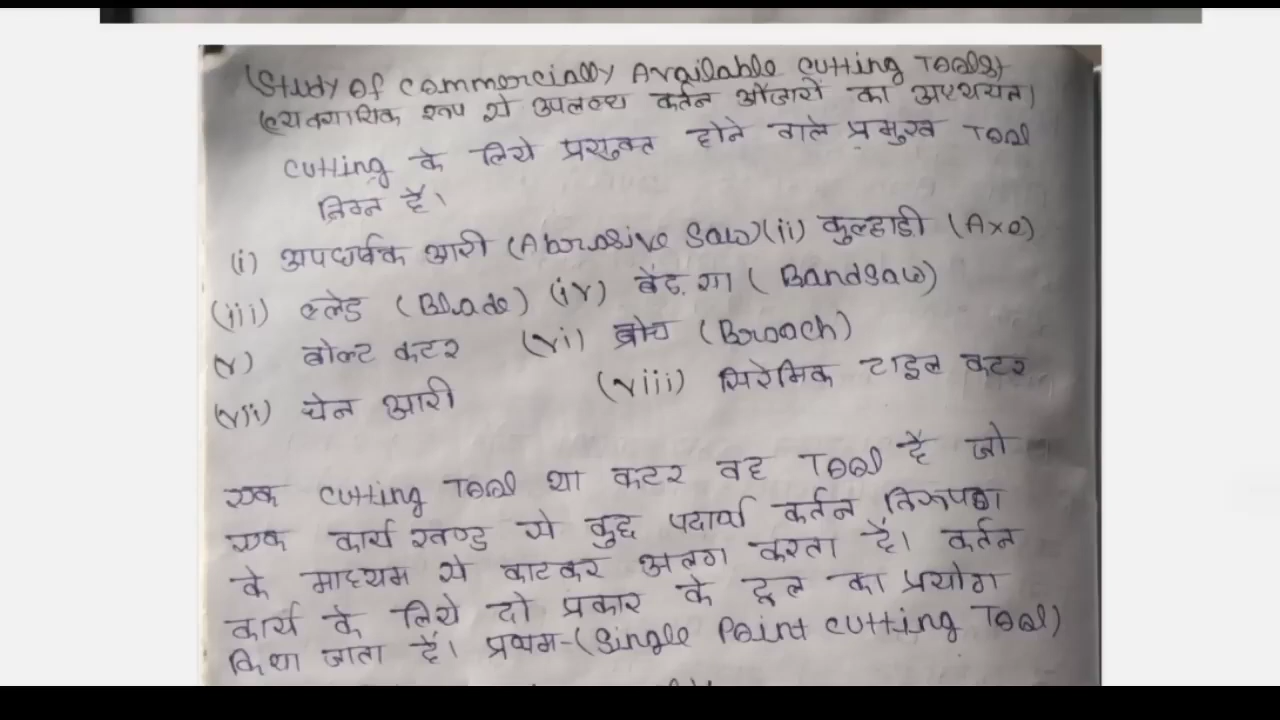 (Study of Commercially Available Cutting Tools)
(व्यावसायिक रूप से उपलब्ध कर्तन औजारों का अध्ययन)
Cutting के लिये प्रयुक्त होने वाले प्रमुख Tool
निम्न हैं।
(i) अपघर्षक आरी (Abrasive Saw) (ii) कुल्हाडी (Axe)
(iii) ब्लेड (Blade) (iv) बैंड सा (Bandsaw)
(v) बोल्ट कटर (vi) ब्रोच (Broach)
(vii) चेन आरी (viii) सिरेमिक टाइल कटर
एक Cutting Tool या कटर वह Tool है जो
एक कार्य खण्ड से कुछ पदार्थ कर्तन निरूपण
के माध्यम से काटकर अलग करता है। कर्तन
कार्य के लिये दो प्रकार के टूल का प्रयोग
किया जाता है। प्रथम-(Single Point Cutting Tool)